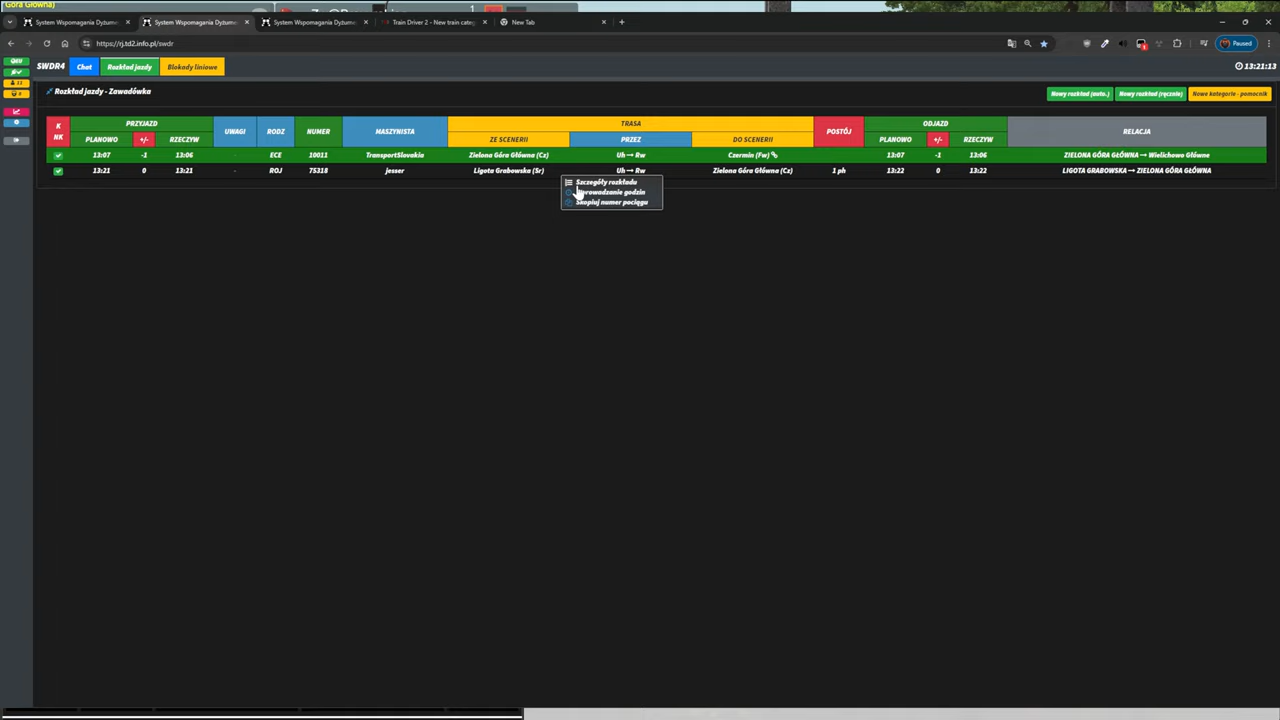 Góra Główna)
System Wspomagania Dyżurne
System Wspomagania Dyżurne
System Wspomagania Dyżurne
Train Driver 2 - New train categ
New Tab
https://rj.td2.info.pl/swdr
Paused
SWDR4
Chat
Rozkład jazdy
Blokady liniowe
13:21:13
Rozkład jazdy - Zawadówka
Nowy rozkład (auto.)
Nowy rozkład (ręcznie)
Nowe kategorie - pomocnik
K NK
PRZYJAZD
UWAGI
RODZ
NUMER
MASZYNISTA
TRASA
POSTÓJ
ODJAZD
RELACJA
PLANOWO
+/-
RZECZYW
ZE SCENERII
PRZEZ
DO SCENERII
PLANOWO
+/-
RZECZYW
13:07 -1 13:06 - ECE 10011 TransportSlovakia Zielona Góra Główna (Cz) Uh → Rw Czermin (Fw) 13:07 -1 13:06 ZIELONA GÓRA GŁÓWNA → Wielichowo Główne
13:21 0 13:21 - ROJ 75318 jesser Ligota Grabowska (Sr) Uh → Rw Zielona Góra Główna (Cz) 1 ph 13:22 0 13:22 LIGOTA GRABOWSKA → ZIELONA GÓRA GŁÓWNA
Szczegóły rozkładu
godzin
Skopiuj numer pociągu